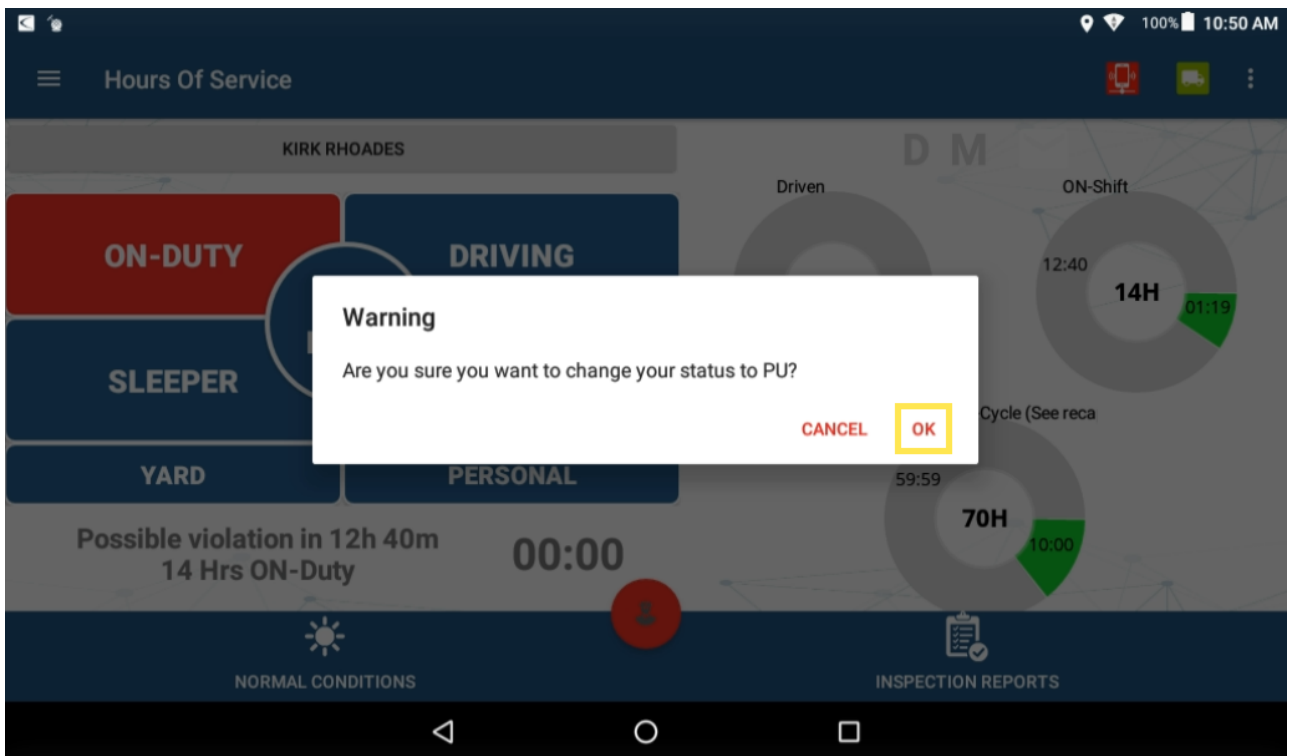 100% 10:50 AM
Hours Of Service
KIRK RHOADES
D M
Driven
ON-Shift
ON-DUTY
DRIVING
12:40
14H
01:19
Warning
Are you sure you want to change your status to PU?
SLEEPER
CANCEL
OK
Cycle (See reca
YARD
PERSONAL
59:59
70H
10:00
Possible violation in 12h 40m
14 Hrs ON-Duty
00:00
NORMAL CONDITIONS
INSPECTION REPORTS